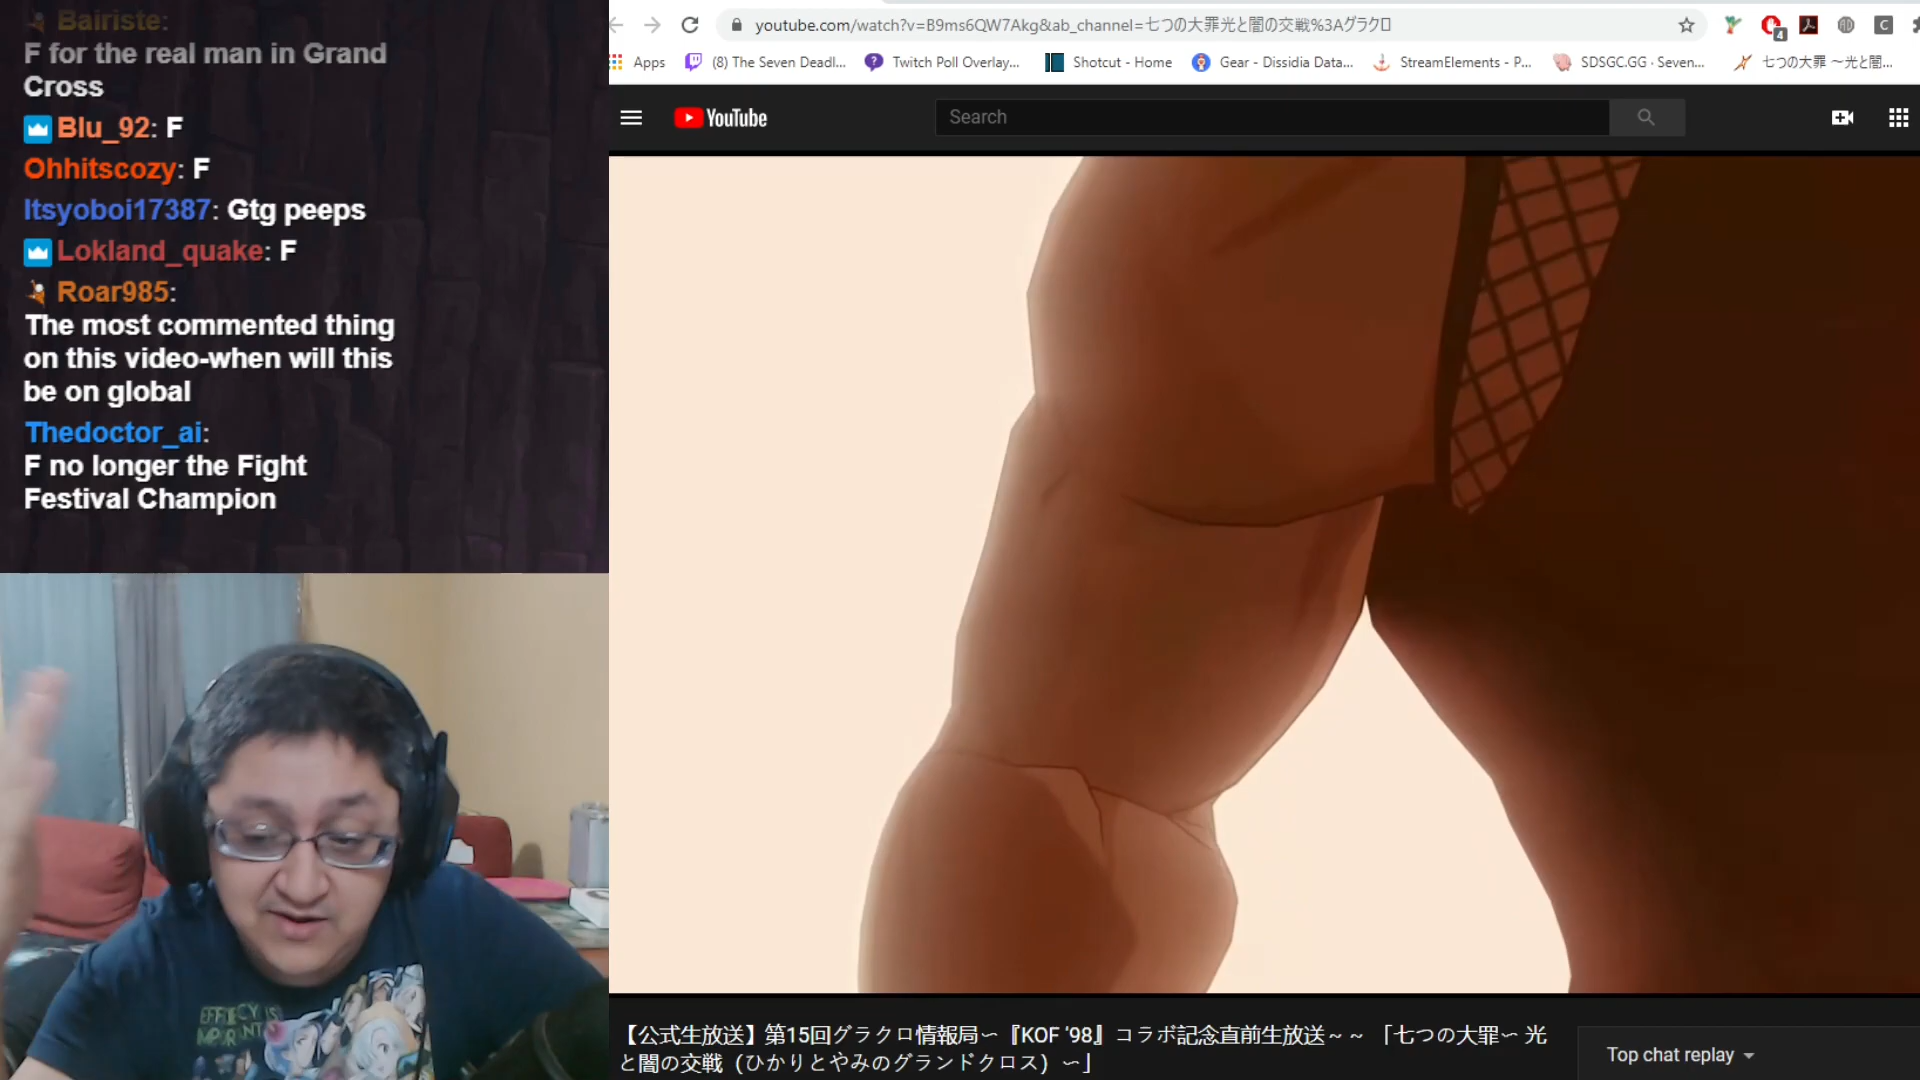 Bairiste:
F for the real man in Grand
Cross
Blu_92: F
Ohhitscozy: F
Itsyoboi17387: Gtg peeps
Lokland_quake: F
Roar985:
The most commented thing
on this video-when will this
be on global
Thedoctor_ai:
F no longer the Fight
Festival Champion
youtube.com/watch?v=B9ms6QW7Akg&ab_channel=七つの大罪光と闇の交戦%3Aグラクロ
4
C
Apps
(8) The Seven Deadl...
Twitch Poll Overlay...
Shotcut - Home
Gear - Dissidia Data...
StreamElements - P...
SDSGC.GG · Seven...
七つの大罪 〜光と闇...
YouTube
Search
【公式生放送】第15回グラクロ情報局〜『KOF '98』コラボ記念直前生放送～～ 「七つの大罪〜 光
と闇の交戦（ひかりとやみのグランドクロス）〜」
Top chat replay
EFFICACY IS
IMPORTANT